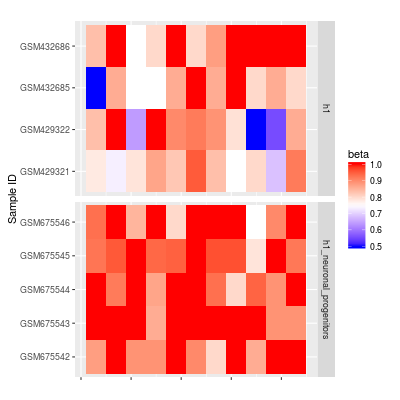 Sample ID
GSM432686
GSM432685
GSM429322
GSM429321
h1
GSM675546
GSM675545
GSM675544
GSM675543
GSM675542
h1_neuronal_progenitors
beta
1.0
0.9
0.8
0.7
0.6
0.5